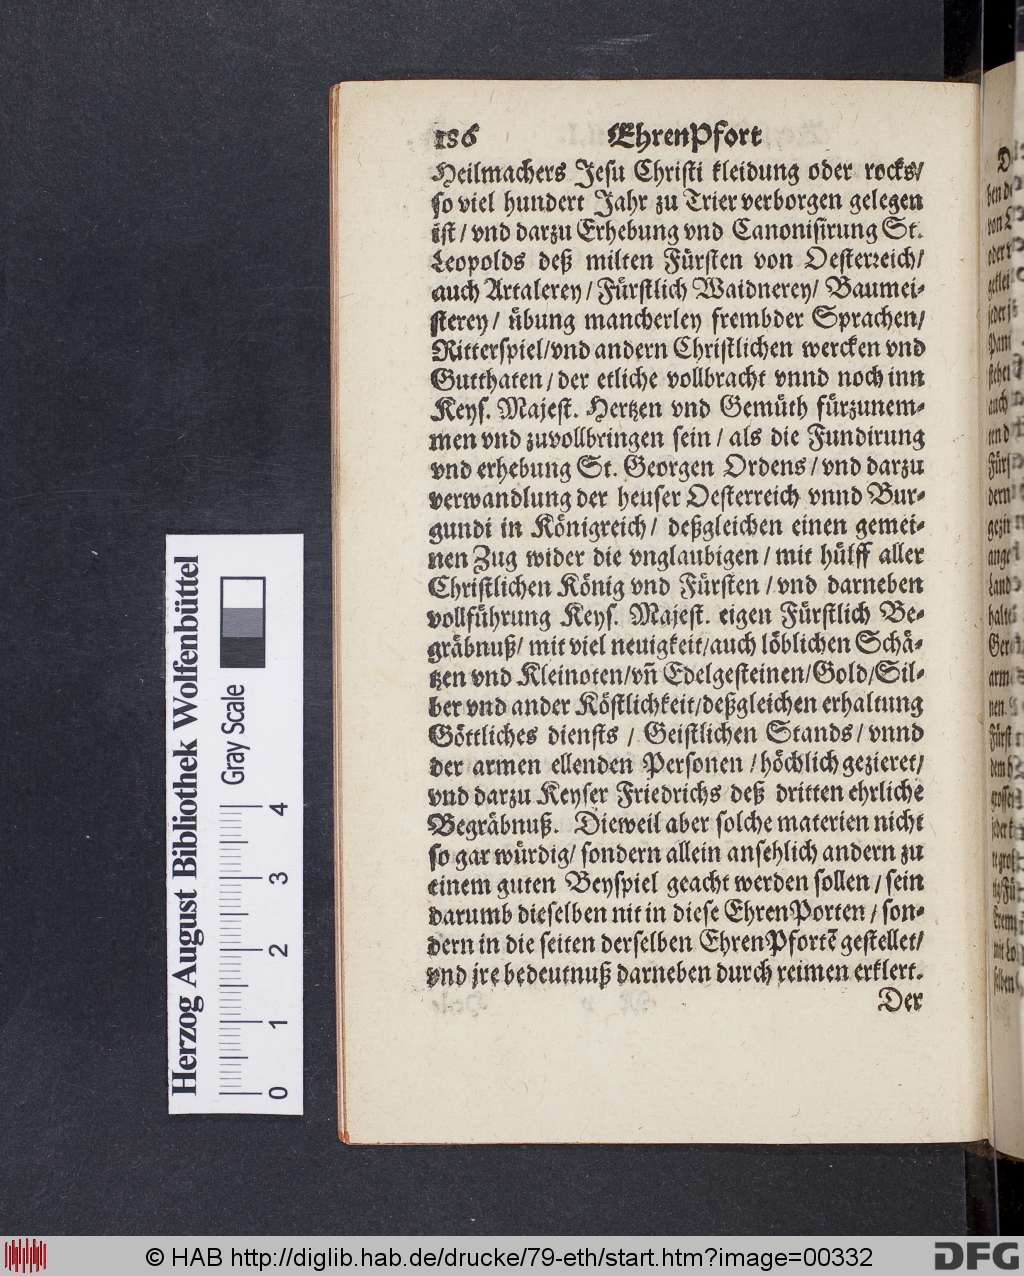 186 EhrenPfort
Heilmachers Jesu Christi kleidung oder rocks/
so viel hundert Jahr zu Trier verborgen gelegen
ist / vnd darzu Erhebung vnd Canonisirung St.
Leopolds deß milten Fürsten von Oesterreich/
auch Artalerey / Fürstlich Waidnerey/ Baumei-
sterey / übung mancherley frembder Sprachen/
Ritterspiel/vnd andern Christlichen wercken vnd
Gutthaten / der etliche vollbracht vnnd noch inn
Keys. Majest. Hertzen vnd Gemüth fürzunem-
men vnd zuvollbringen sein / als die Fundirung
vnd erhebung St. Georgen Ordens / vnd darzu
verwandlung der heuser Oesterreich vnnd Bur-
gundi in Königreich / deßgleichen einen gemei-
nen Zug wider die vnglaubigen / mit hülff aller
Christlichen König vnd Fürsten / vnd darneben
vollführung Keys. Majest. eigen Fürstlich Be-
gräbnuß/ mit viel neuigkeit/auch löblichen Schä-
tzen vnd Kleinoten/vñ Edelgesteinen/Gold/Sil-
ber vnd ander Köstlichkeit/deßgleichen erhaltung
Göttliches diensts / Geistlichen Stands / vnnd
der armen ellenden Personen / höchlich gezieret/
vnd darzu Keyser Friedrichs deß dritten ehrliche
Begräbnuß. Dieweil aber solche materien nicht
so gar würdig/ sondern allein ansehlich andern zu
einem guten Beyspiel geacht werden sollen / sein
darumb dieselben nit in diese EhrenPorten / son-
dern in die seiten derselben EhrenPfortē gestellet/
vnd jre bedeutnuß darneben durch reimen erklert.
Der
Herzog August Bibliothek Wolfenbüttel
Gray Scale
0 1 2 3 4
© HAB http://diglib.hab.de/drucke/79-eth/start.htm?image=00332
DFG